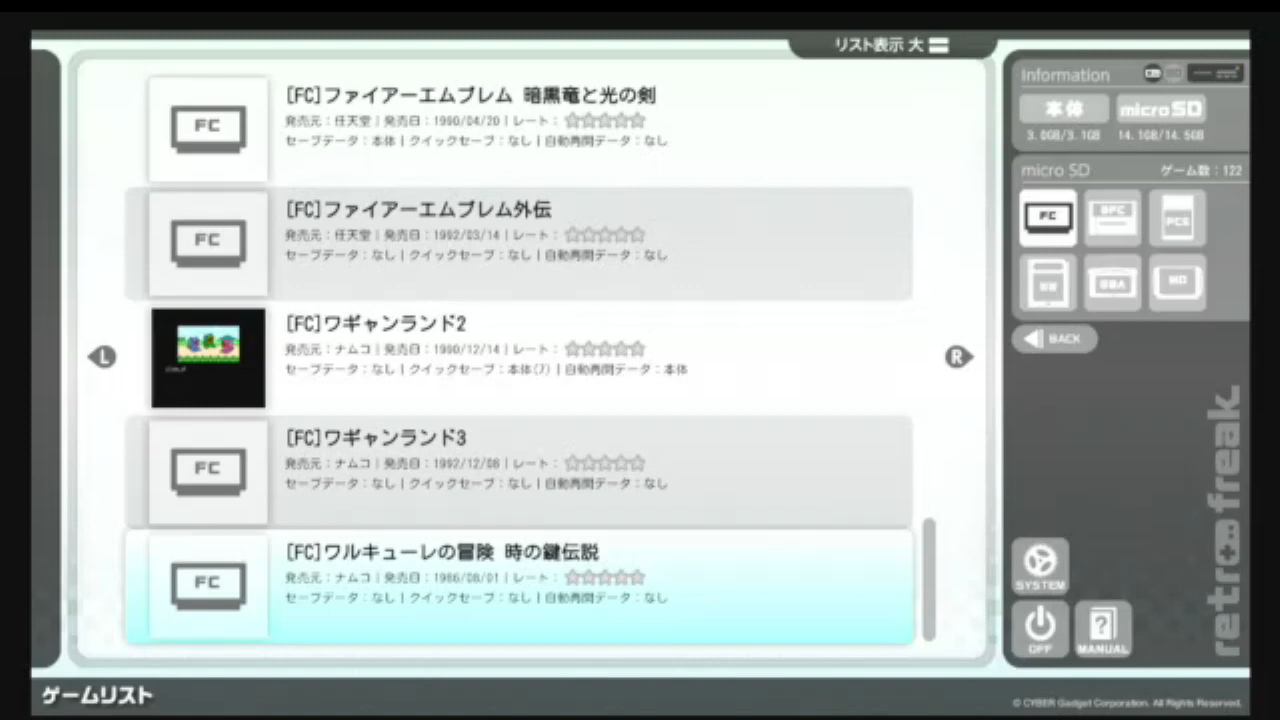 リスト表示 大
[FC]ファイアーエムブレム 暗黒竜と光の剣
発売元：任天堂 | 発売日：1990/04/20 | レート：☆☆☆☆☆
セーブデータ：本体 | クイックセーブ：なし | 自動再開データ：なし
[FC]ファイアーエムブレム外伝
発売元：任天堂 | 発売日：1992/03/14 | レート：☆☆☆☆☆
セーブデータ：なし | クイックセーブ：なし | 自動再開データ：なし
[FC]ワギャンランド2
発売元：ナムコ | 発売日：1990/12/14 | レート：☆☆☆☆☆
セーブデータ：なし | クイックセーブ：本体(7) | 自動再開データ：本体
[FC]ワギャンランド3
発売元：ナムコ | 発売日：1992/12/08 | レート：☆☆☆☆☆
セーブデータ：なし | クイックセーブ：なし | 自動再開データ：なし
[FC]ワルキューレの冒険 時の鍵伝説
発売元：ナムコ | 発売日：1986/08/01 | レート：☆☆☆☆☆
セーブデータ：なし | クイックセーブ：なし | 自動再開データ：なし
FC
FC
FC
FC
L
R
Information
本体 microSD
3.0GB/3.1GB 14.1GB/14.5GB
micro SD ゲーム数：122
FC SFC PCE
GB GBA MD
BACK
retro freak.
SYSTEM
OFF MANUAL
ゲームリスト
© CYBER Gadget Corporation. All Rights Reserved.